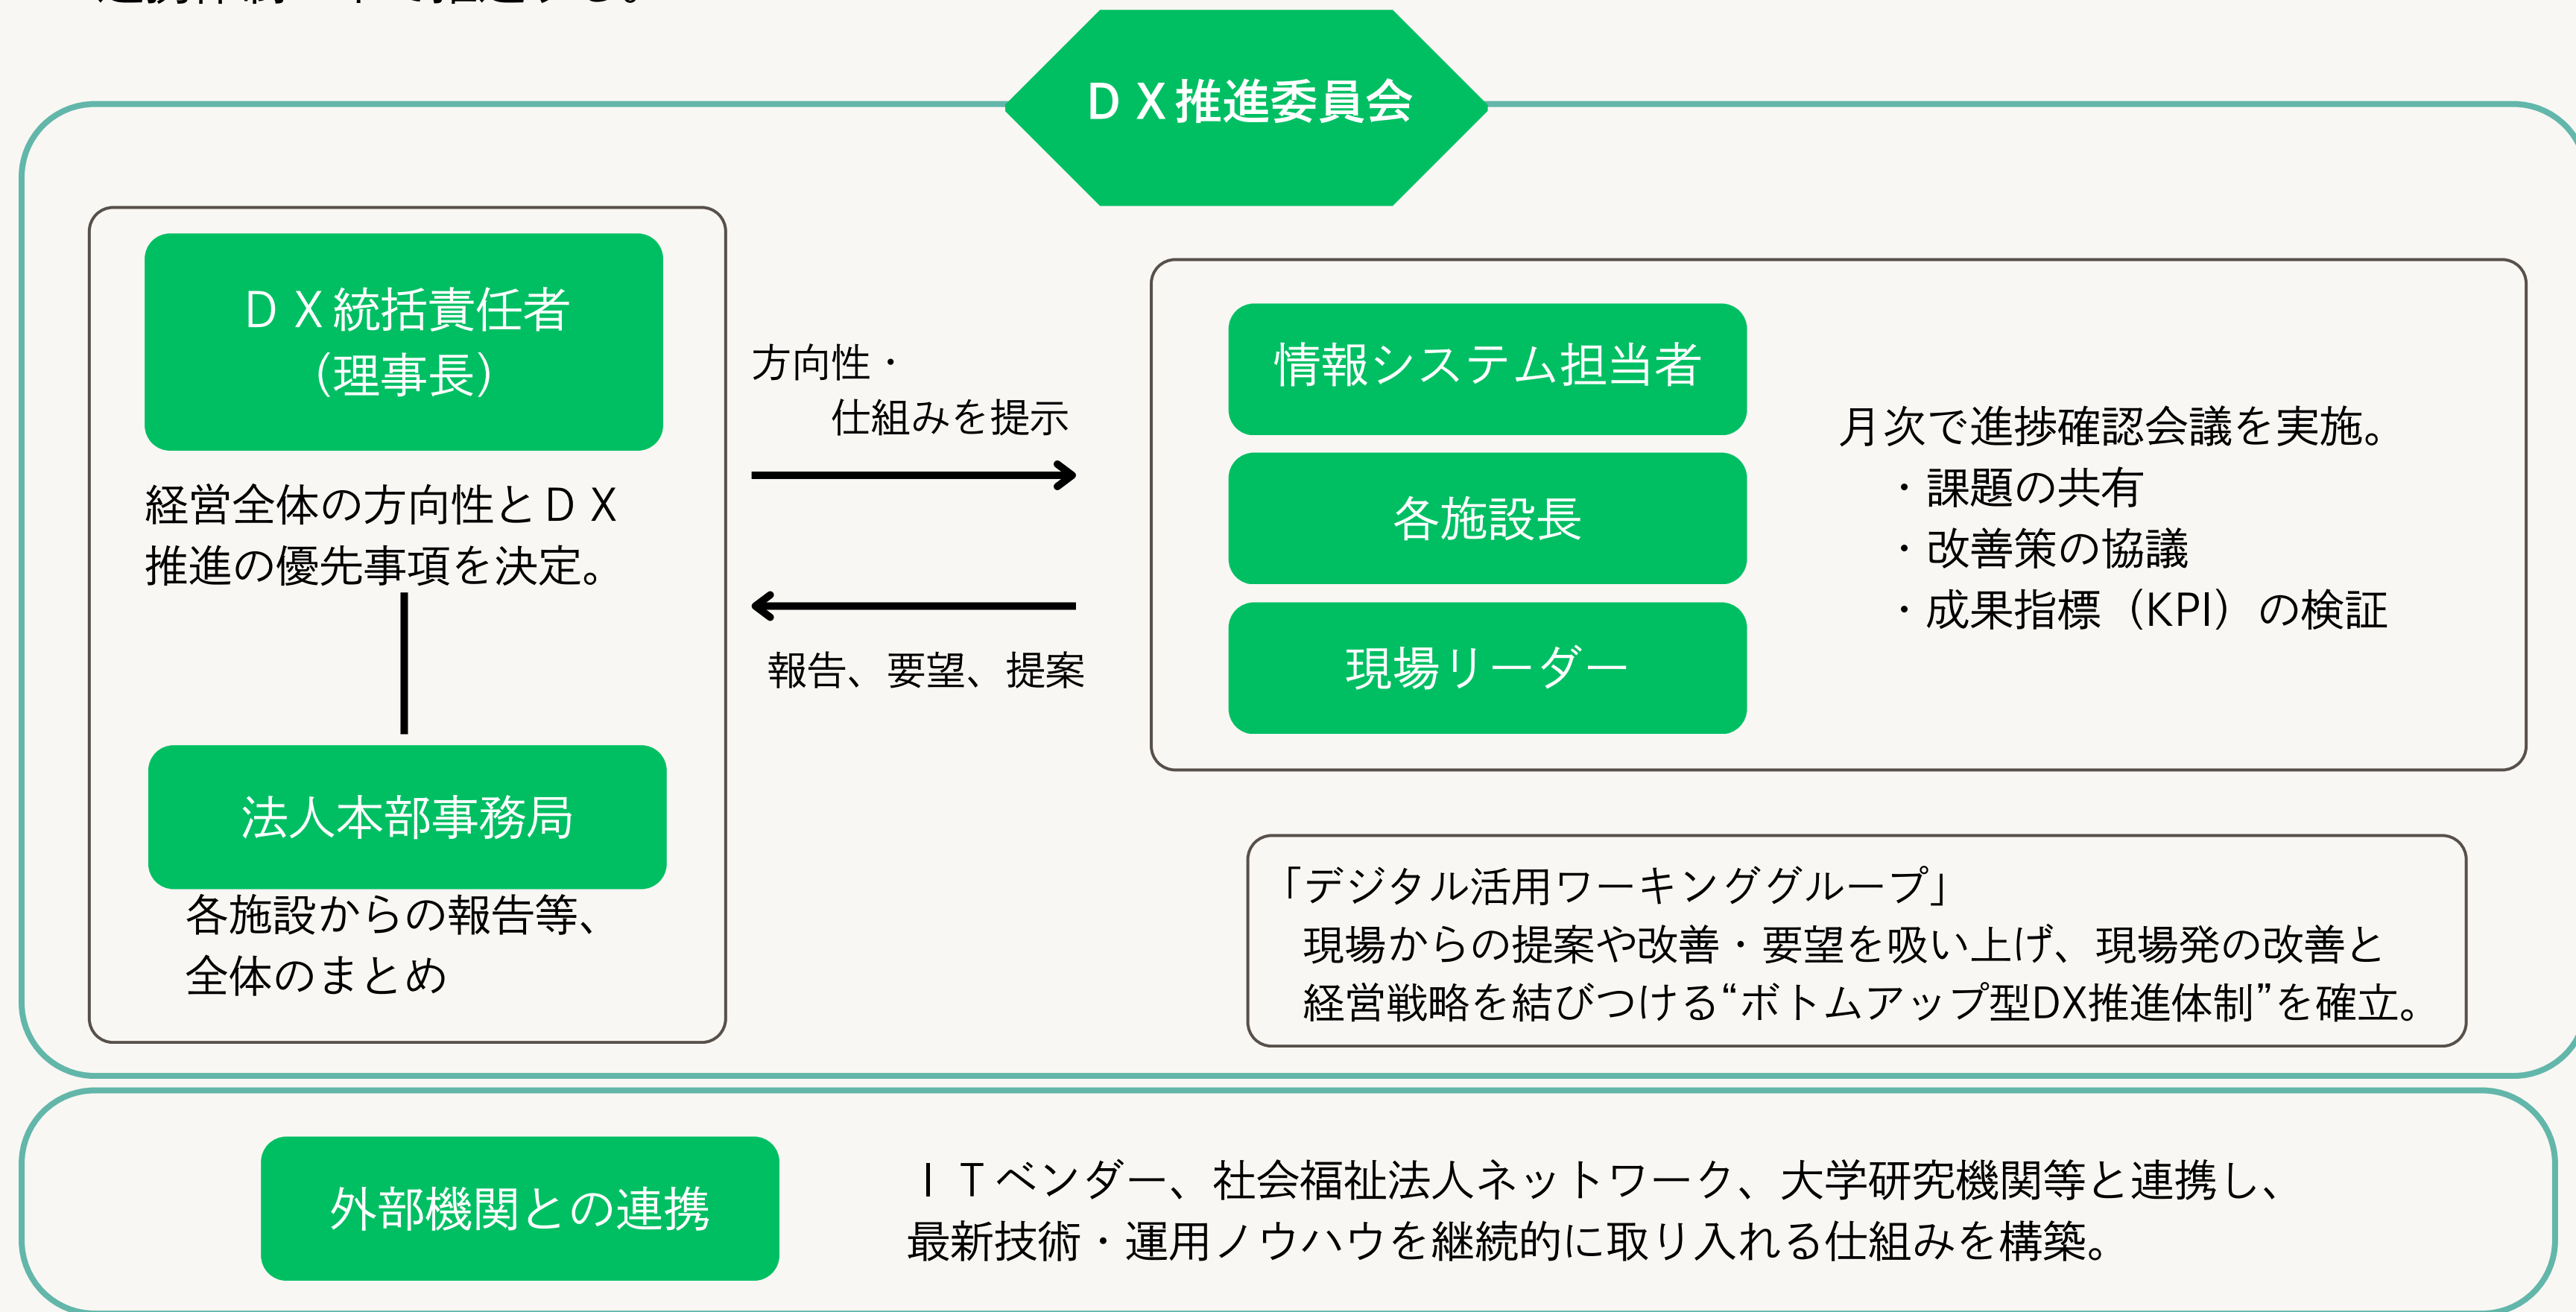 ＤＸ推進委員会
ＤＸ統括責任者
（理事長）
経営全体の方向性とＤＸ
推進の優先事項を決定。
法人本部事務局
各施設からの報告等、
全体のまとめ
方向性・
仕組みを提示
報告、要望、提案
情報システム担当者
各施設長
現場リーダー
月次で進捗確認会議を実施。
・課題の共有
・改善策の協議
・成果指標（KPI）の検証
「デジタル活用ワーキンググループ」
現場からの提案や改善・要望を吸い上げ、現場発の改善と
経営戦略を結びつける“ボトムアップ型DX推進体制”を確立。
外部機関との連携
ＩＴベンダー、社会福祉法人ネットワーク、大学研究機関等と連携し、
最新技術・運用ノウハウを継続的に取り入れる仕組みを構築。